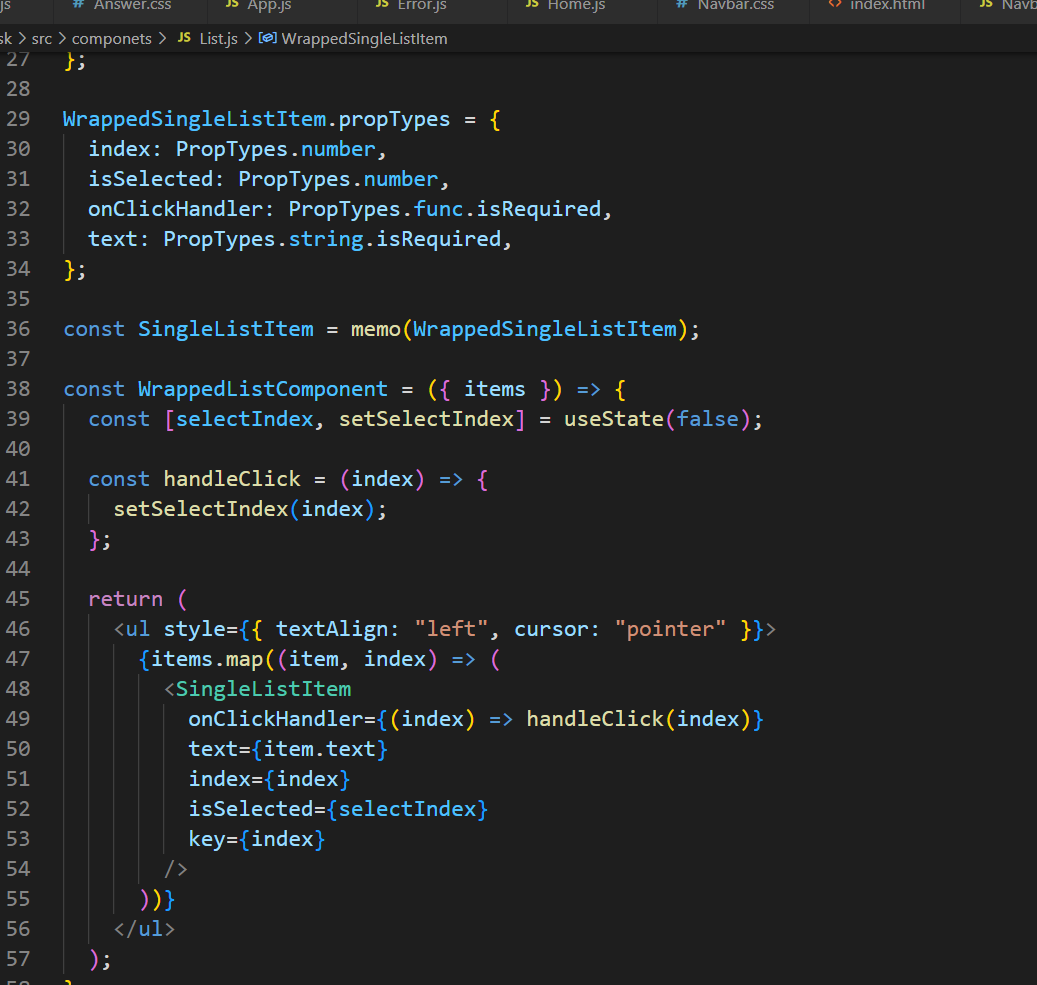 js # Answer.css JS App.js JS Error.js JS Home.js # Navbar.css <> index.html JS Navb
sk > src > componets > JS List.js > WrappedSingleListItem
27 };
28
29 WrappedSingleListItem.propTypes = {
30   index: PropTypes.number,
31   isSelected: PropTypes.number,
32   onClickHandler: PropTypes.func.isRequired,
33   text: PropTypes.string.isRequired,
34 };
35
36 const SingleListItem = memo(WrappedSingleListItem);
37
38 const WrappedListComponent = ({ items }) => {
39   const [selectIndex, setSelectIndex] = useState(false);
40
41   const handleClick = (index) => {
42     setSelectIndex(index);
43   };
44
45   return (
46     <ul style={{ textAlign: "left", cursor: "pointer" }}>
47       {items.map((item, index) => (
48         <SingleListItem
49           onClickHandler={(index) => handleClick(index)}
50           text={item.text}
51           index={index}
52           isSelected={selectIndex}
53           key={index}
54         />
55       ))}
56     </ul>
57   );